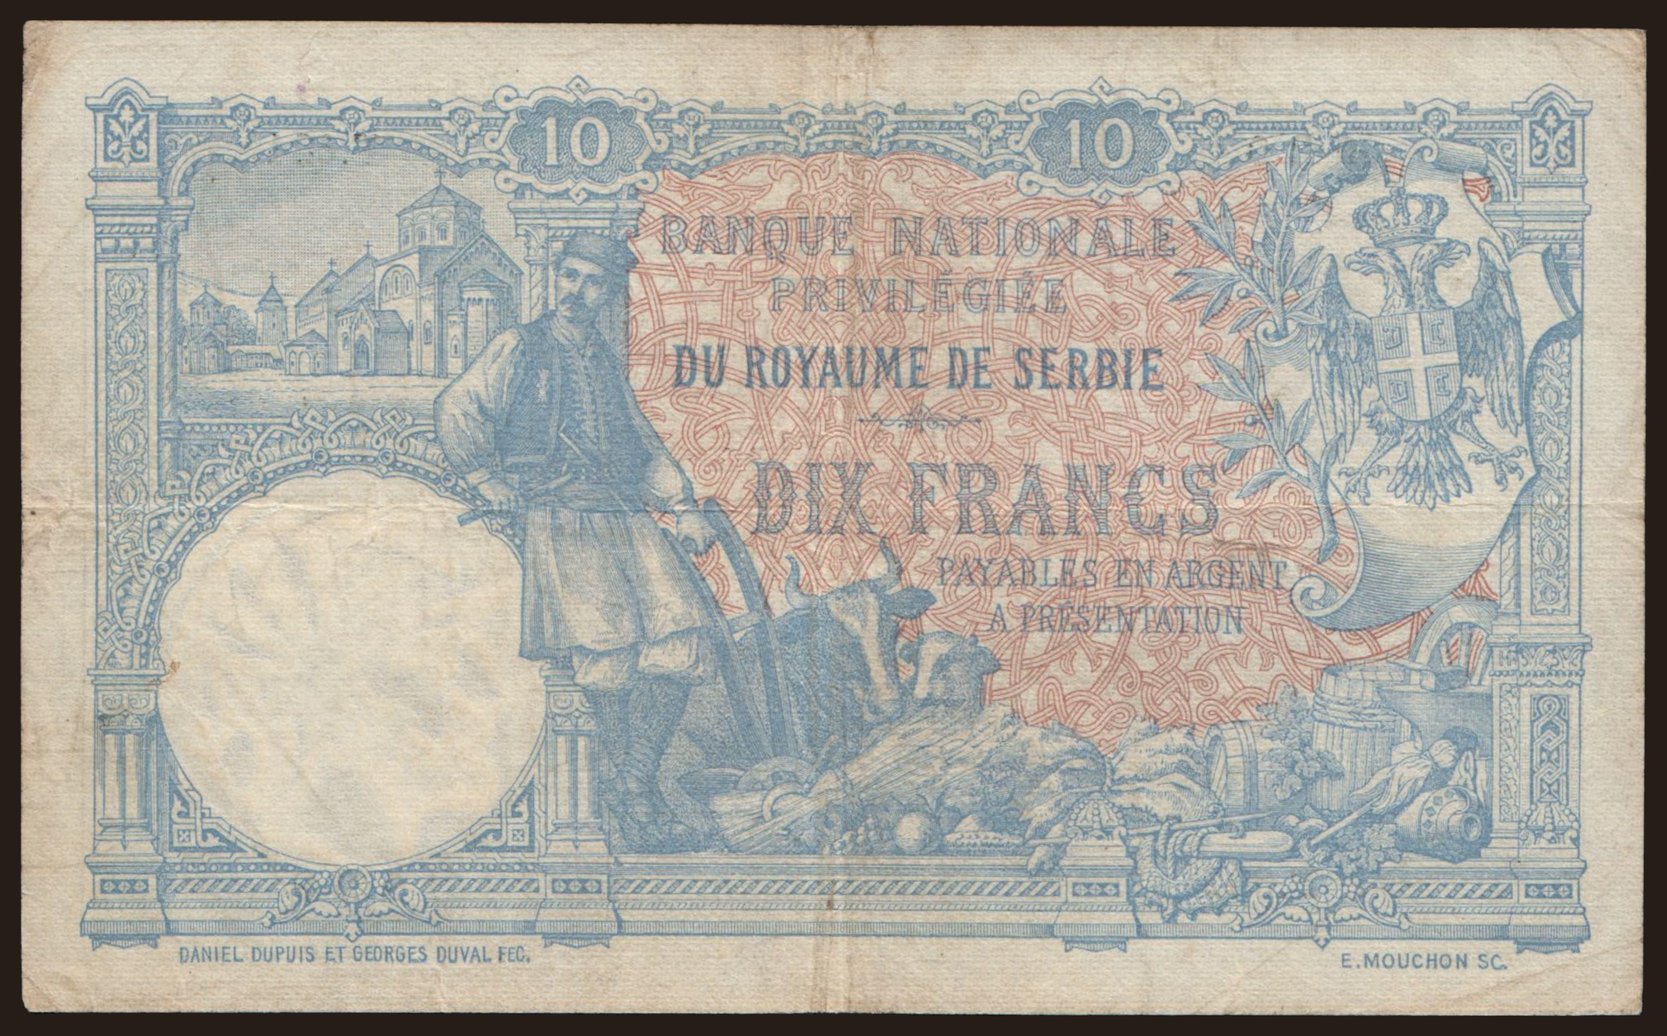 10 10
BANQUE NATIONALE
PRIVILÉGIÉE
DU ROYAUME DE SERBIE
DIX FRANCS
PAYABLES EN ARGENT
A PRÉSENTATION
DANIEL DUPUIS ET GEORGES DUVAL FEC.
E. MOUCHON SC.